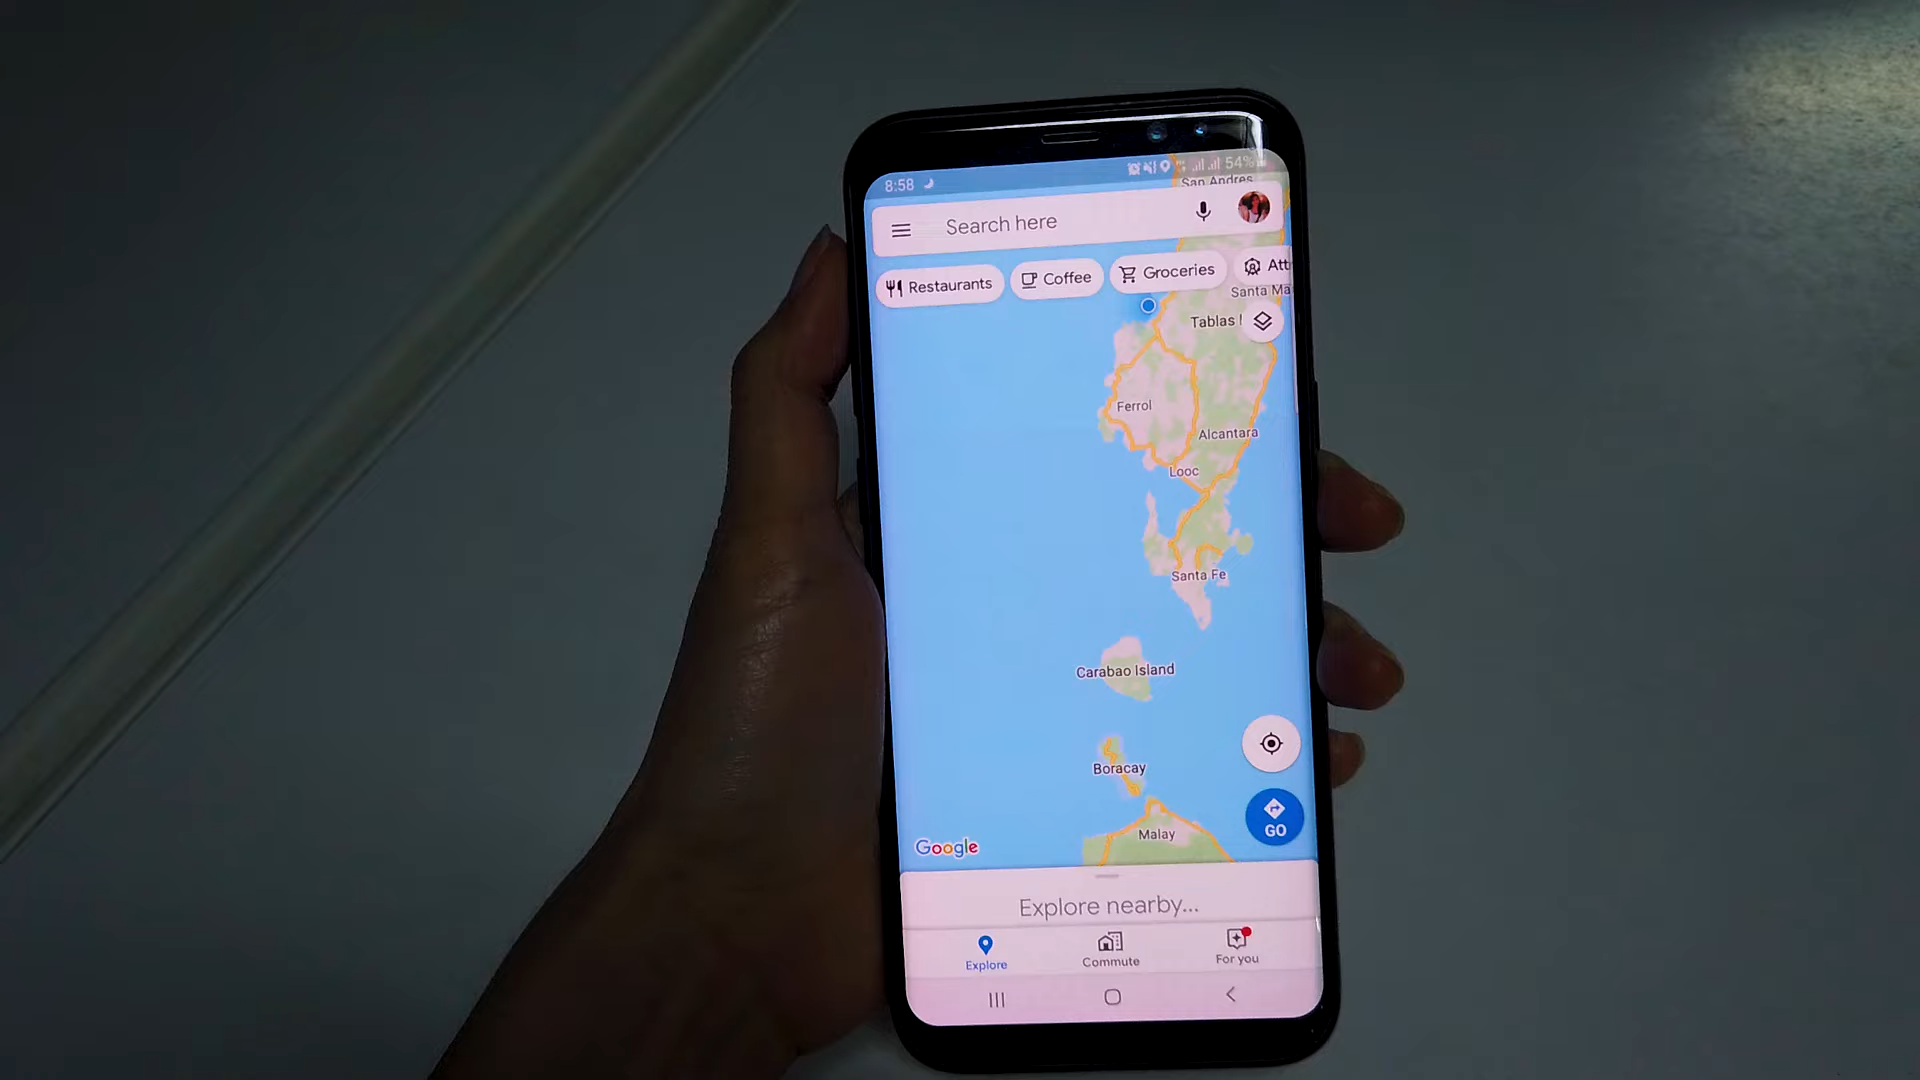 8:58 54%
San Andres
Search here
Restaurants Coffee Groceries Att
Santa Ma
Tablas
Ferrol
Alcantara
Looc
Santa Fe
Carabao Island
Boracay
GO
Malay
Google
Explore nearby...
Explore Commute For you